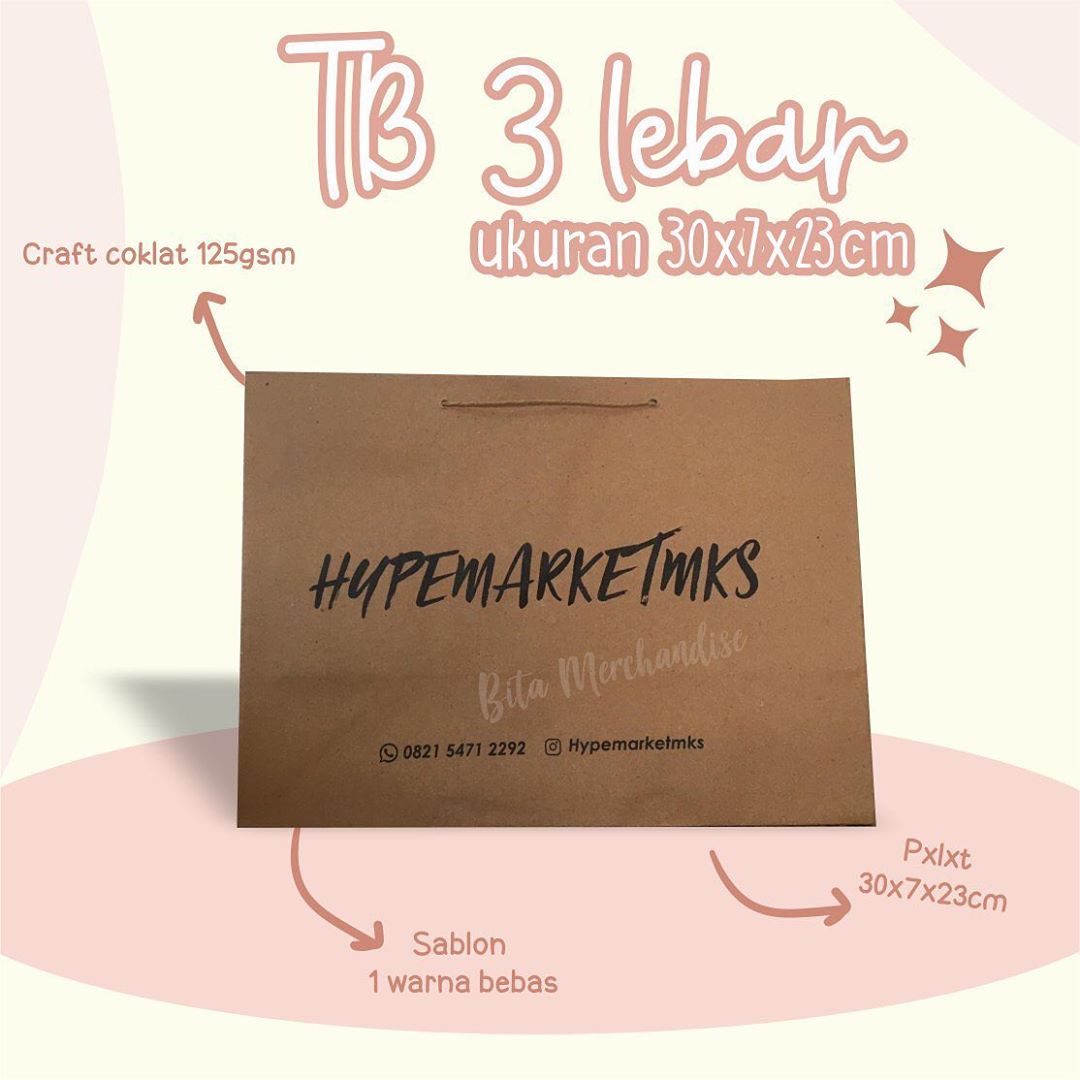 TB 3 lebar
ukuran 30x7x23cm
Craft coklat 125gsm
HYPEMARKETMKS
Bita Merchandise
0821 5471 2292 Hypemarketmks
Pxlxt
30x7x23cm
Sablon
1 warna bebas